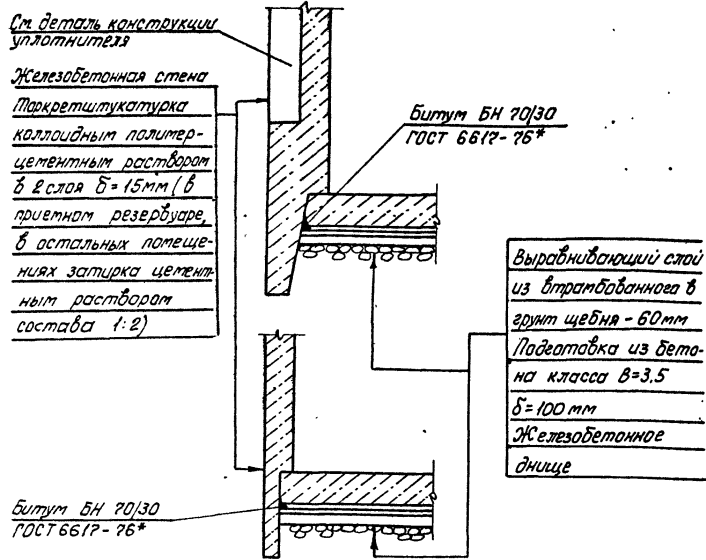 См. деталь конструкции
уплотнителя
Железобетонная стена
Торкретштукатурка
коллоидным полимер-
цементным раствором
в 2 слоя δ = 15мм (в
приемном резервуаре,
в остальных помеще-
ниях затирка цемент-
ным раствором
состава 1:2)
Битум БН 70/30
ГОСТ 6617-76*
Выравнивающий слой
из втрамбованного в
грунт щебня - 60мм
Подготовка из бето-
на класса В=3.5
δ=100 мм
Железобетонное
днище
Битум БН 70/30
ГОСТ 6617-76*